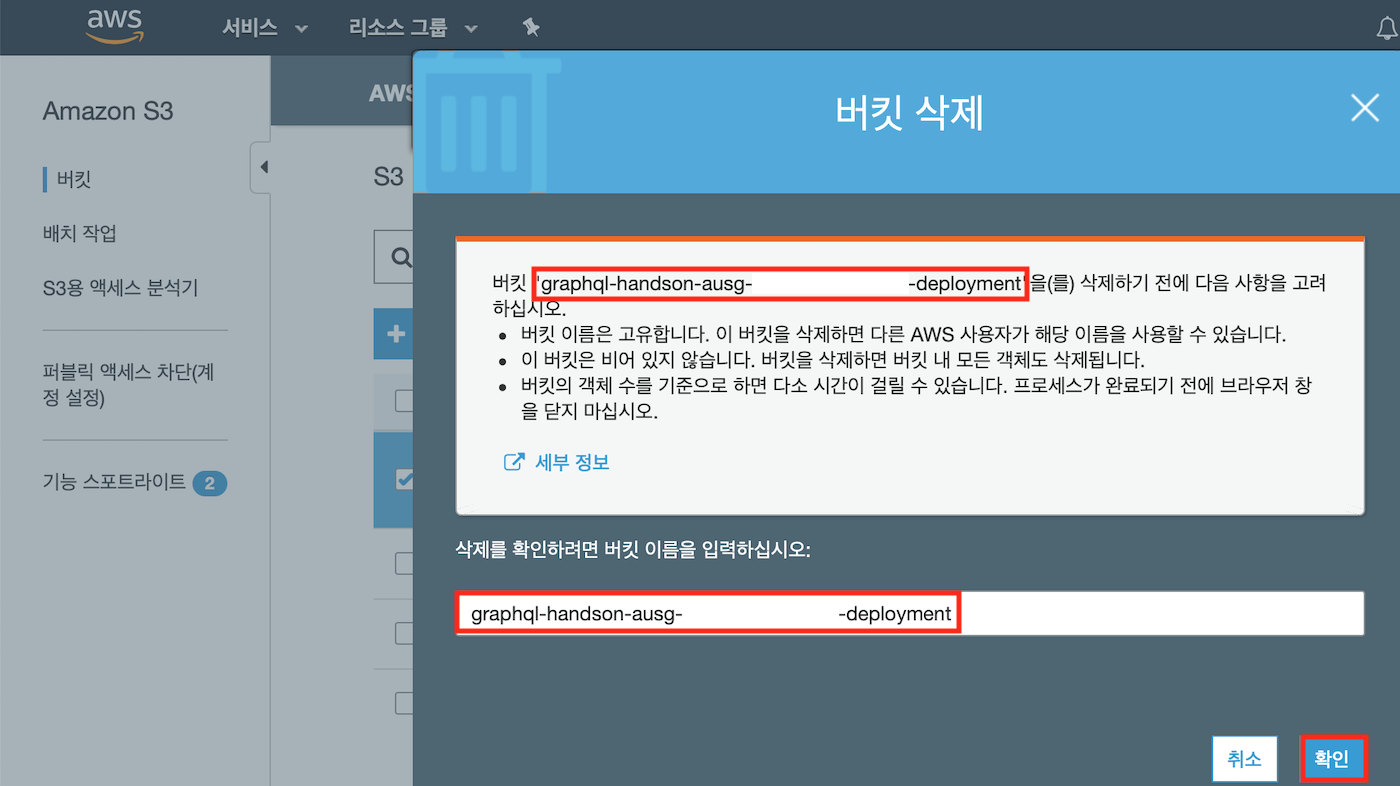 aws
서비스
리소스 그룹
Amazon S3
버킷
배치 작업
S3용 액세스 분석기
퍼블릭 액세스 차단(계
정 설정)
기능 스포트라이트 2
AWS
S3
버킷 삭제
버킷 'graphql-handson-ausg- -deployment'을(를) 삭제하기 전에 다음 사항을 고려
하십시오.
버킷 이름은 고유합니다. 이 버킷을 삭제하면 다른 AWS 사용자가 해당 이름을 사용할 수 있습니다.
이 버킷은 비어 있지 않습니다. 버킷을 삭제하면 버킷 내 모든 객체도 삭제됩니다.
버킷의 객체 수를 기준으로 하면 다소 시간이 걸릴 수 있습니다. 프로세스가 완료되기 전에 브라우저 창
을 닫지 마십시오.
세부 정보
삭제를 확인하려면 버킷 이름을 입력하십시오:
graphql-handson-ausg- -deployment
취소
확인